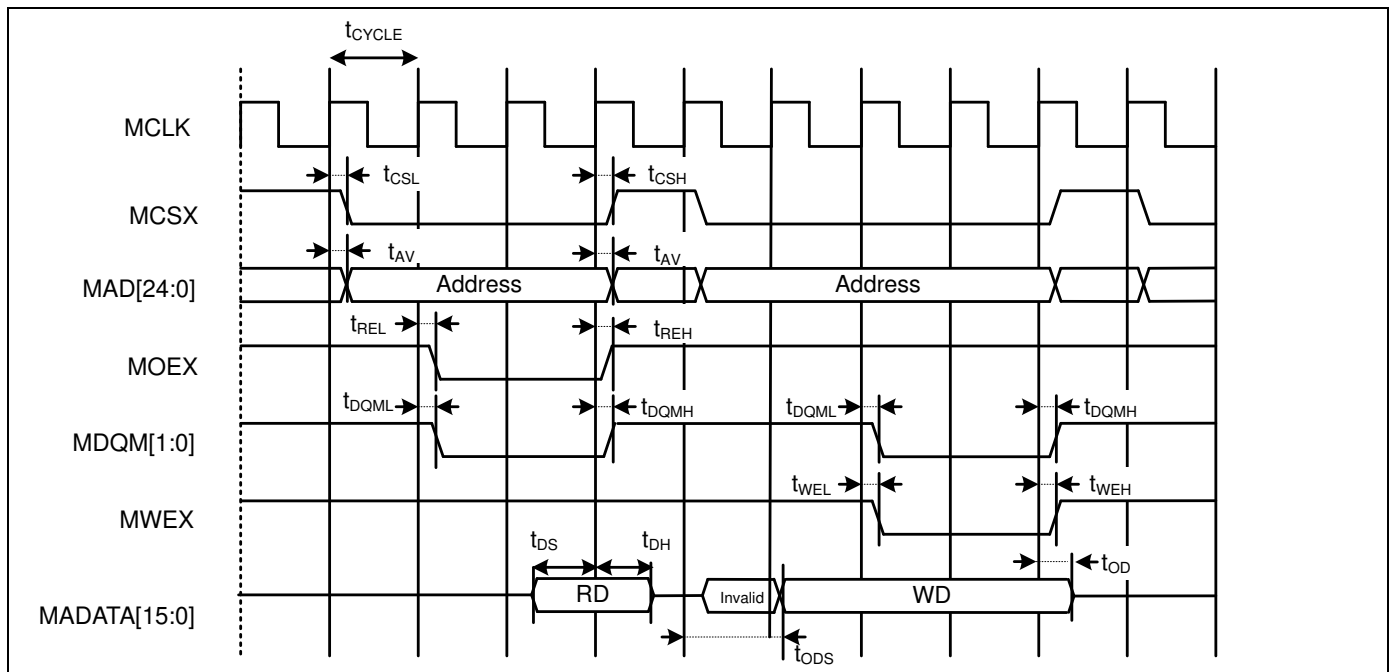 tCYCLE
MCLK
tCSL tCSH
MCSX
tAV tAV
MAD[24:0] Address Address
tREL tREH
MOEX
tDQML tDQMH tDQML tDQMH
MDQM[1:0]
tWEL tWEH
MWEX
tDS tDH
tOD
MADATA[15:0] RD Invalid WD
tODS